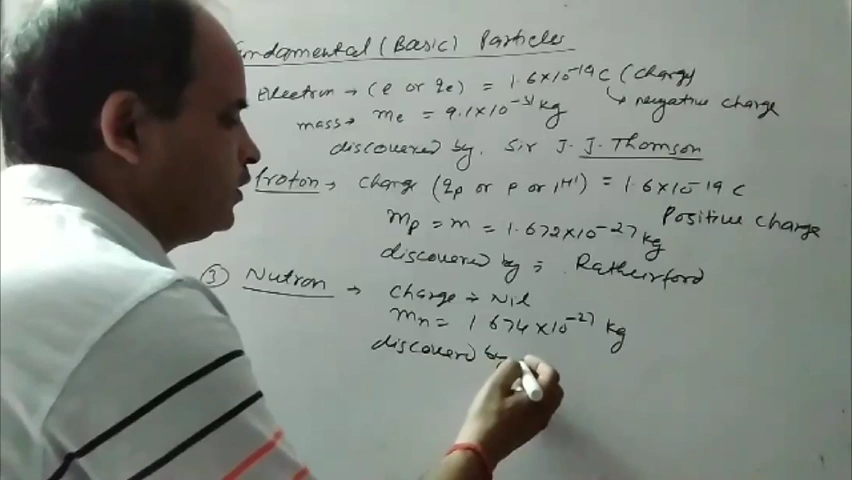 ndamental (Basic) Particles
Electron → (e or qe) = 1.6×10⁻¹⁹ C (charge)
↳ negative charge
mass → me = 9.1×10⁻³¹ kg
discovered by. Sir J. J. Thomson
Proton → charge (qp or p or 1H¹) = 1.6×10⁻¹⁹ C
Positive charge
mp = m = 1.672×10⁻²⁷ kg
discovered by :- Ratheirford
③ Nutron → charge → Nil
mn = 1.674×10⁻²⁷ kg
discovered by